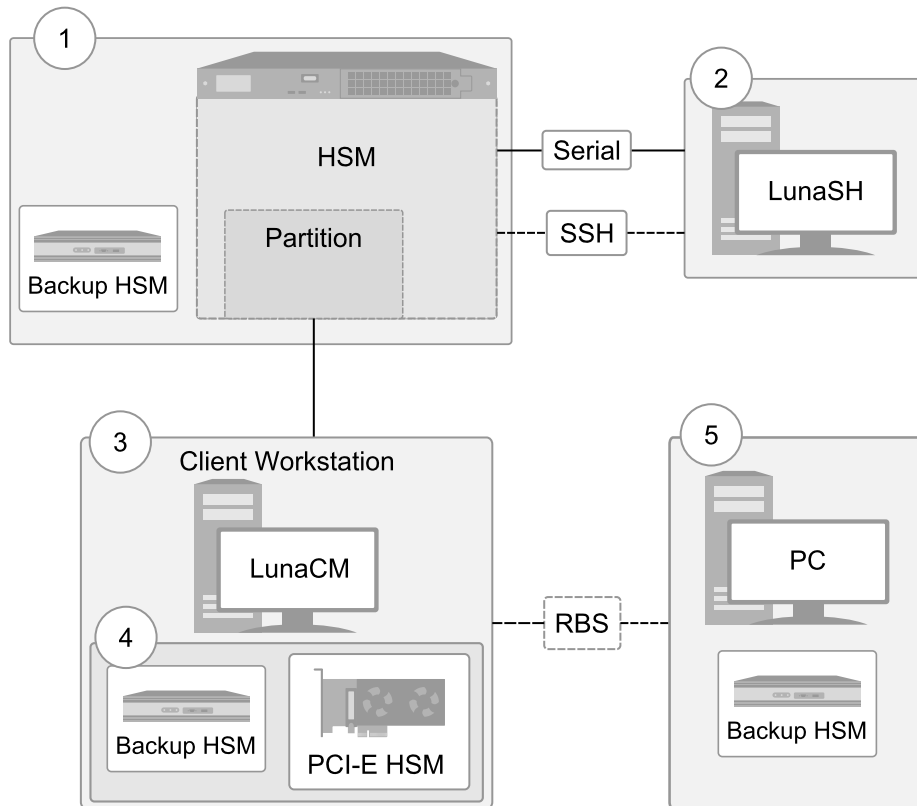 1
HSM
Partition
Backup HSM
Serial
SSH
2
LunaSH
3
Client Workstation
LunaCM
4
Backup HSM
PCI-E HSM
RBS
5
PC
Backup HSM